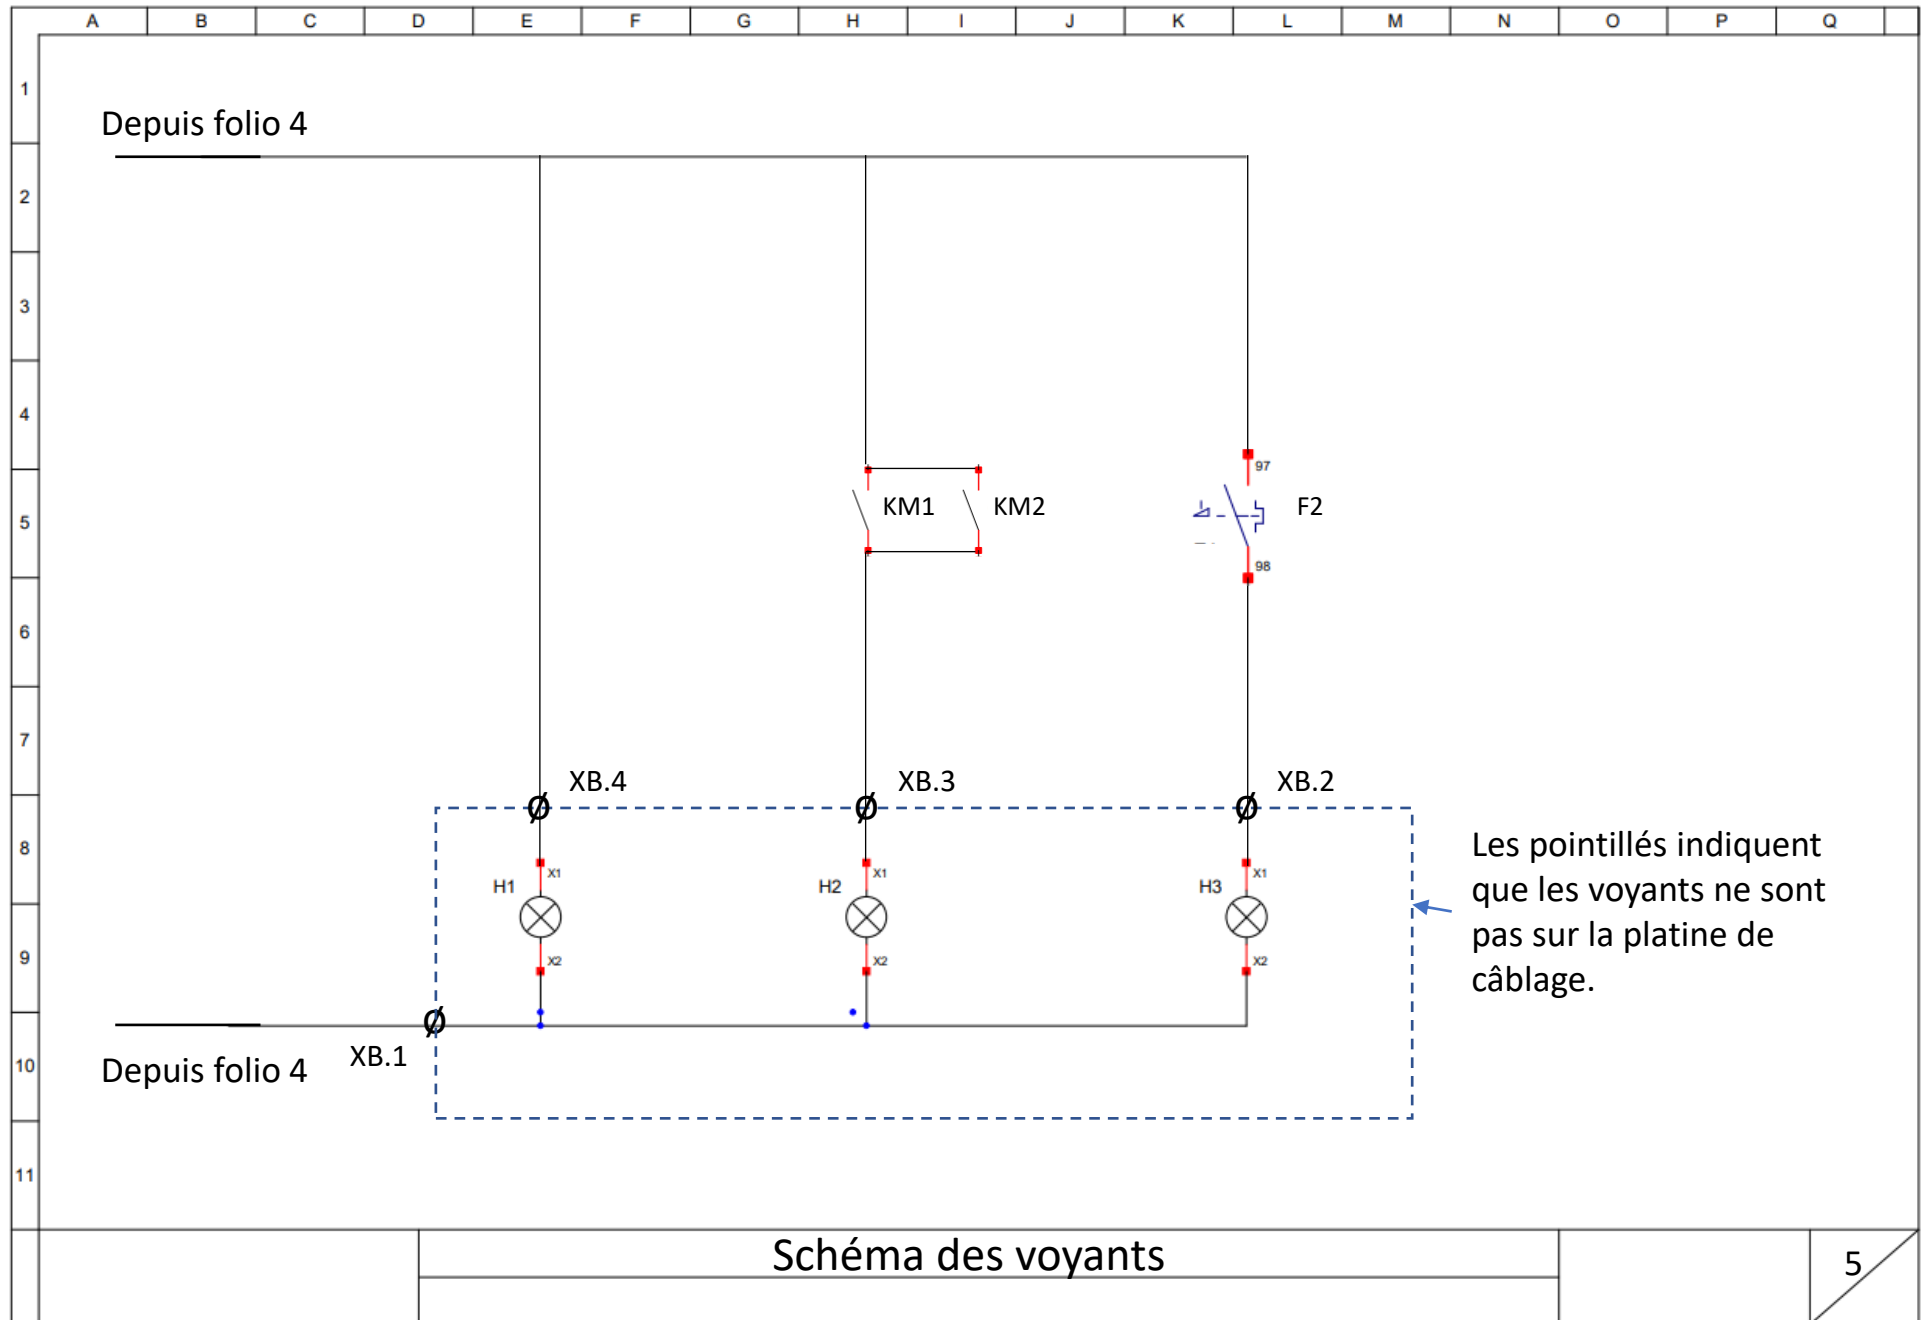 A B C D E F G H I J K L M N O P Q
1
Depuis folio 4
2
3
4
97
KM1 KM2 F2
5
98
6
7
XB.4 XB.3 XB.2
8
X1 X1 X1
H1 H2 H3
9
X2 X2 X2
Les pointillés indiquent
que les voyants ne sont
pas sur la platine de
câblage.
XB.1
10
Depuis folio 4
11
Schéma des voyants
5